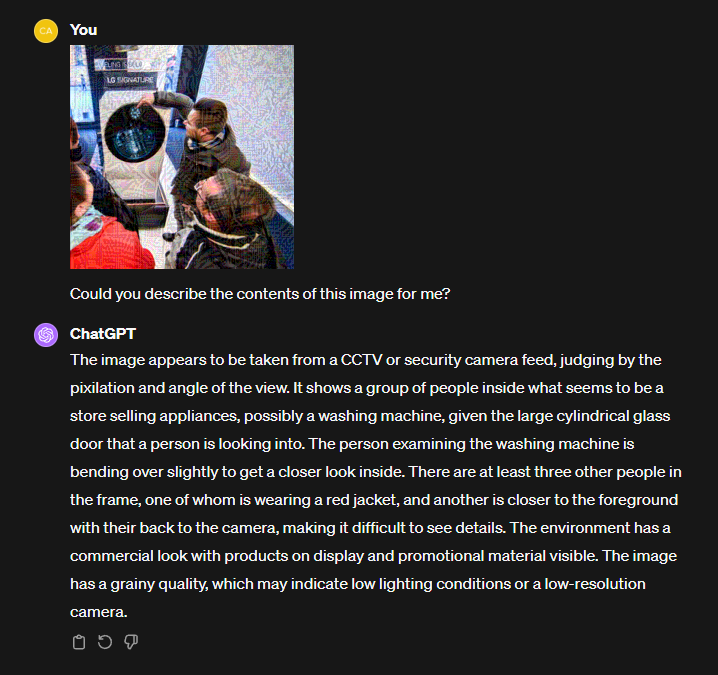 CA
You
LG SIGNATURE
Could you describe the contents of this image for me?
ChatGPT
The image appears to be taken from a CCTV or security camera feed, judging by the
pixilation and angle of the view. It shows a group of people inside what seems to be a
store selling appliances, possibly a washing machine, given the large cylindrical glass
door that a person is looking into. The person examining the washing machine is
bending over slightly to get a closer look inside. There are at least three other people in
the frame, one of whom is wearing a red jacket, and another is closer to the foreground
with their back to the camera, making it difficult to see details. The environment has a
commercial look with products on display and promotional material visible. The image
has a grainy quality, which may indicate low lighting conditions or a low-resolution
camera.